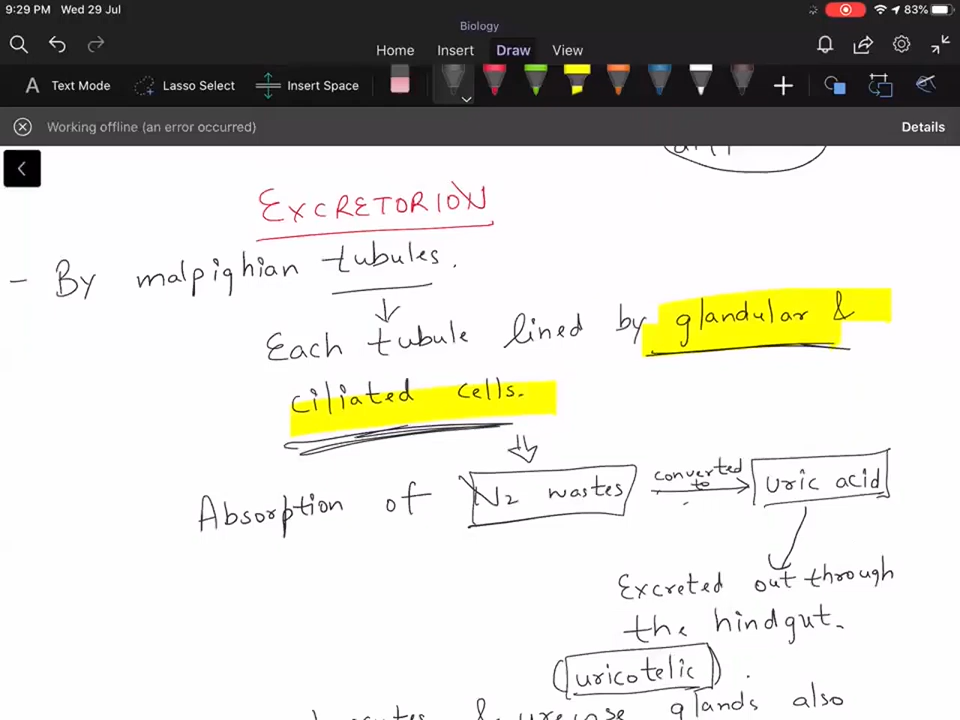 9:29 PM Wed 29 Jul
83%
Biology
Home Insert Draw View
Text Mode Lasso Select Insert Space
Working offline (an error occurred) Details
EXCRETORION
- By malpighian tubules.
Each tubule lined by glandular &
ciliated cells.
Absorption of N2 wastes converted to uric acid
Excreted out through
the hindgut.
(uricotelic)
& urecose glands also